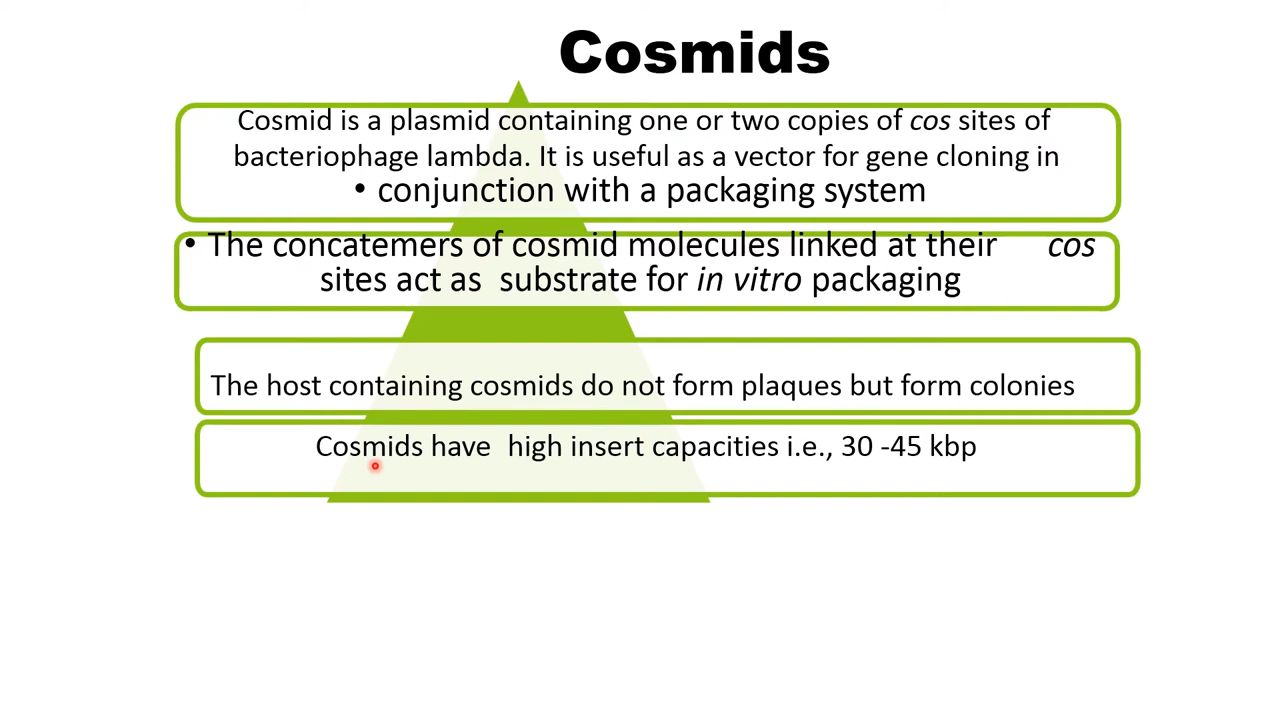 Cosmids
Cosmid is a plasmid containing one or two copies of cos sites of
bacteriophage lambda. It is useful as a vector for gene cloning in
• conjunction with a packaging system
• The concatemers of cosmid molecules linked at their cos
sites act as substrate for in vitro packaging
The host containing cosmids do not form plaques but form colonies
Cosmids have high insert capacities i.e., 30 -45 kbp